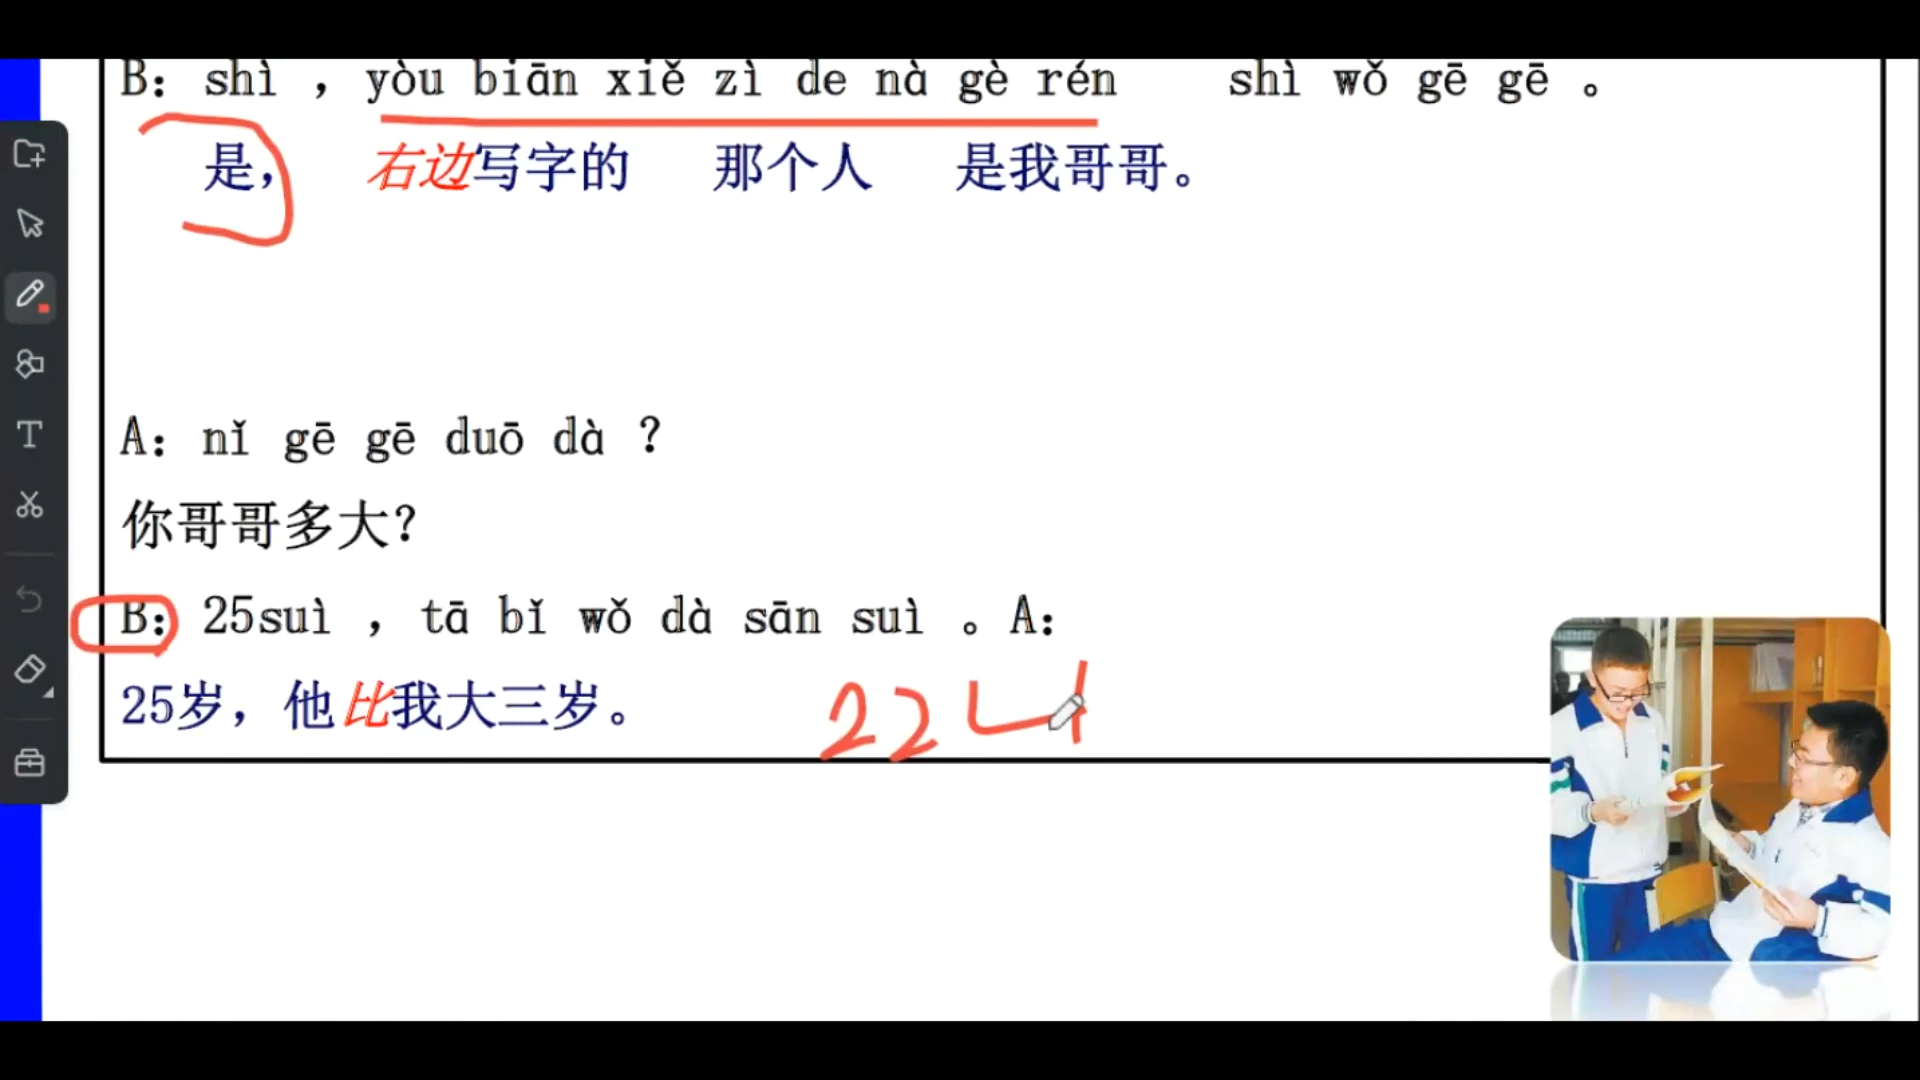 B: shì ，yòu biān xiě zì de nà gè rén shì wǒ gē gē 。
是， 右边写字的 那个人 是我哥哥。
A: nǐ gē gē duō dà ？
你哥哥多大？
B: 25suì ，tā bǐ wǒ dà sān suì 。A:
25岁，他比我大三岁。 22
T